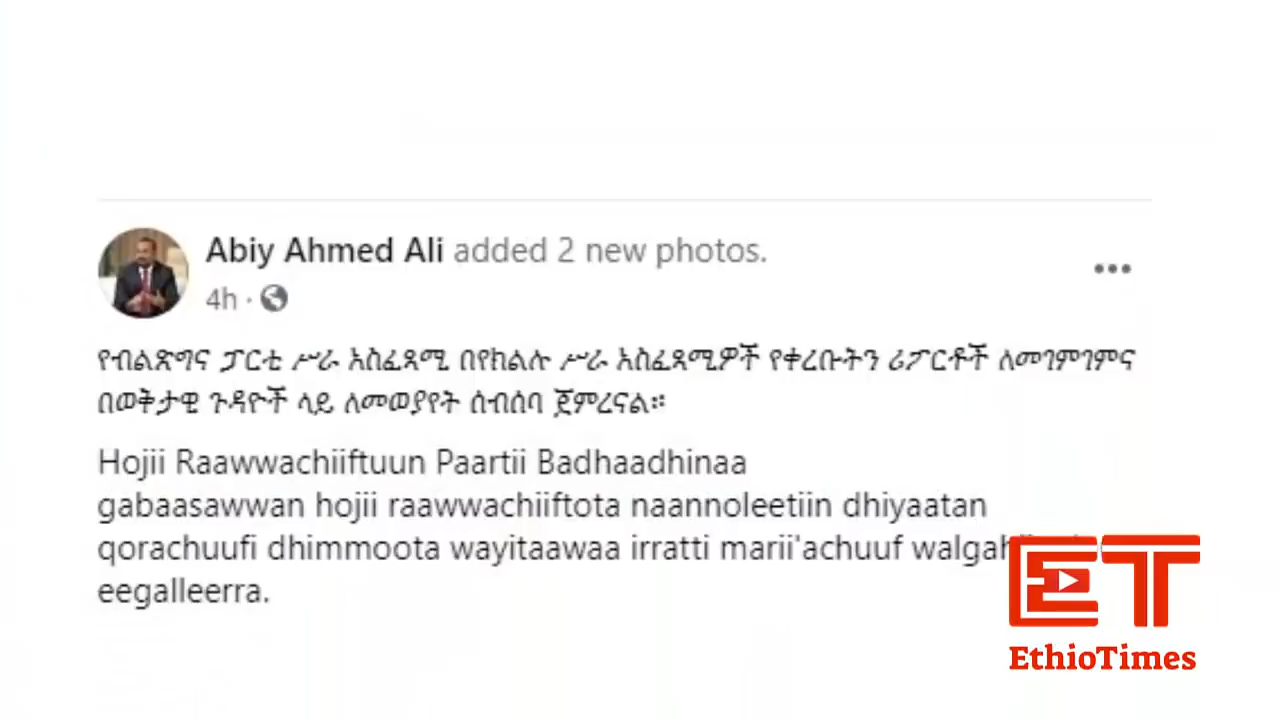 Abiy Ahmed Ali added 2 new photos.
4h ·
የብልጽግና ፓርቲ ሥራ አስፈጻሚ በየክልሉ ሥራ አስፈጻሚዎች የቀረቡትን ሪፖርቶች ለመገምገምና
በወቅታዊ ጉዳዮች ላይ ለመወያየት ሰብሰባ ጀምረናል።
Hojii Raawwachiiftuun Paartii Badhaadhinaa
gabaasawwan hojii raawwachiiftota naannoleetiin dhiyaatan
qorachuufi dhimmoota wayitaawaa irratti marii'achuuf
eegalleerra.
ET
EthioTimes